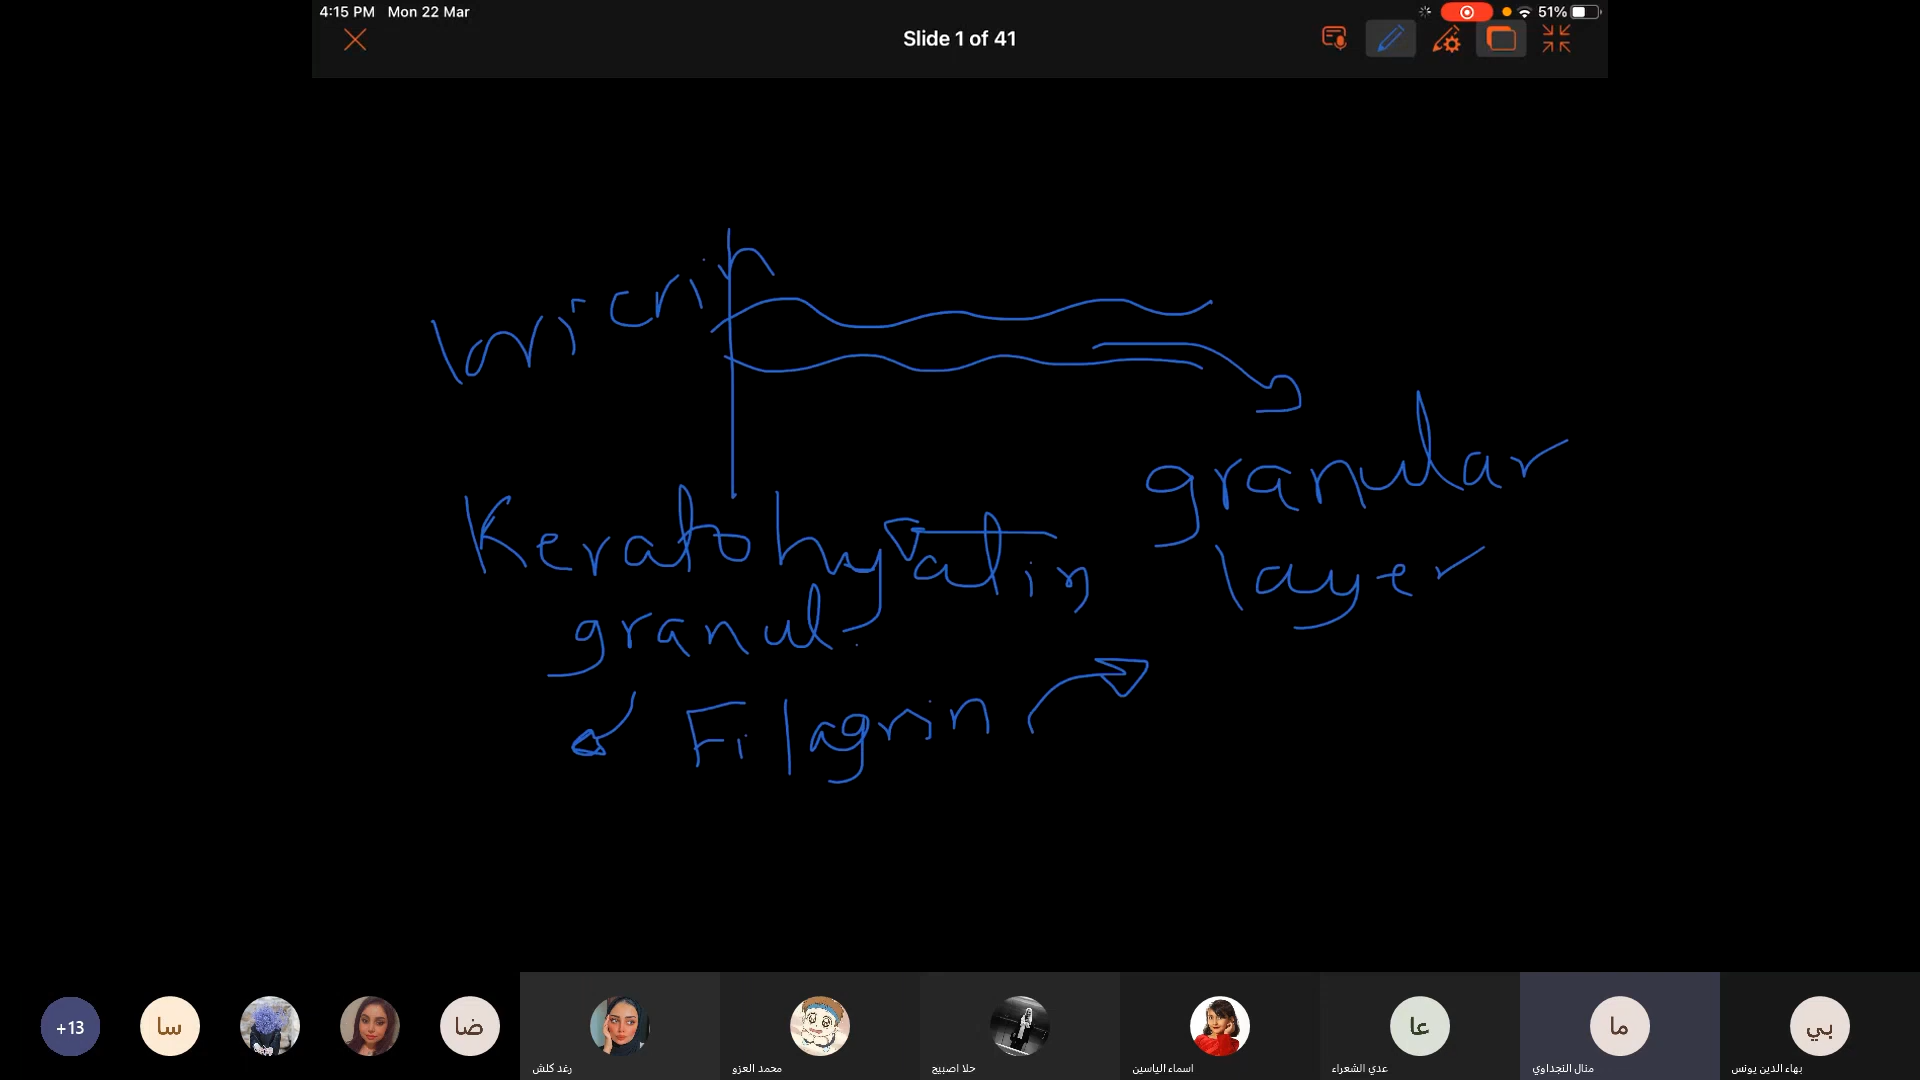 4:15 PM Mon 22 Mar
51%
Slide 1 of 41
loricrin
granular
layer
Keratohyalin
granul.
Filagrin
+13
سا
ضا
عا
ما
بي
رغد كلش
محمد العزو
حلا اصبيح
اسماء الياسين
عدي الشعراء
منال النجداوي
بهاء الدين يونس